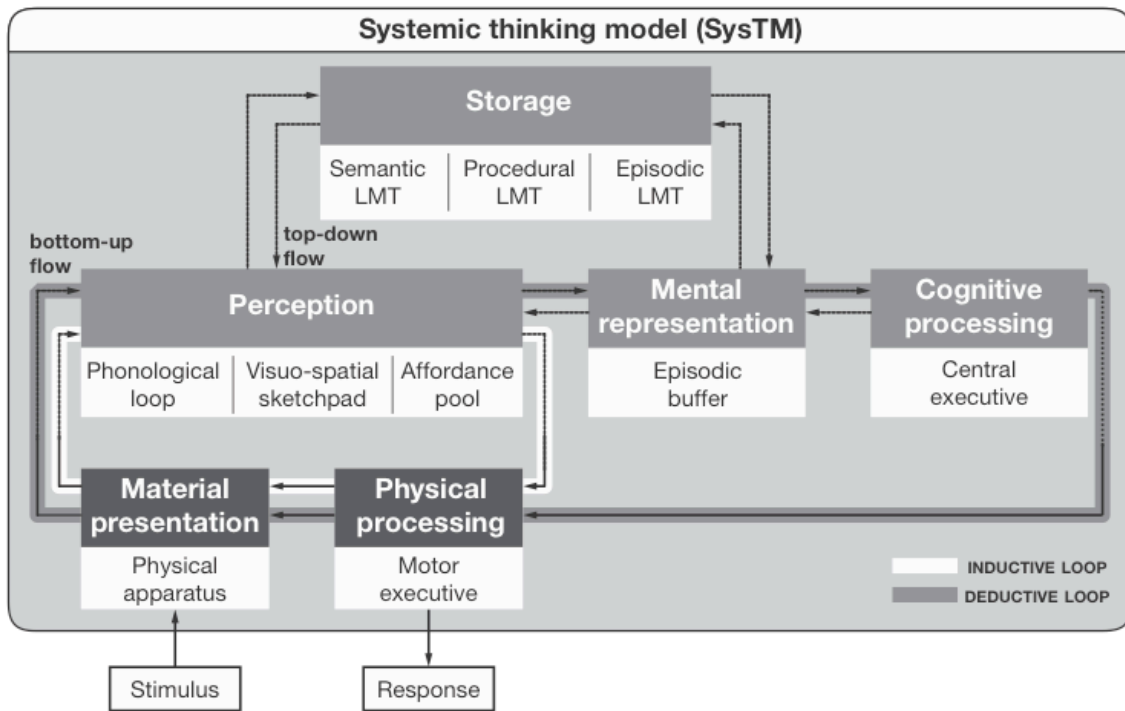 Systemic thinking model (SysTM)
Storage
Semantic
LMT
Procedural
LMT
Episodic
LMT
bottom-up
flow
top-down
flow
Perception
Phonological
loop
Visuo-spatial
sketchpad
Affordance
pool
Mental
representation
Episodic
buffer
Cognitive
processing
Central
executive
Material
presentation
Physical
apparatus
Physical
processing
Motor
executive
INDUCTIVE LOOP
DEDUCTIVE LOOP
Stimulus
Response